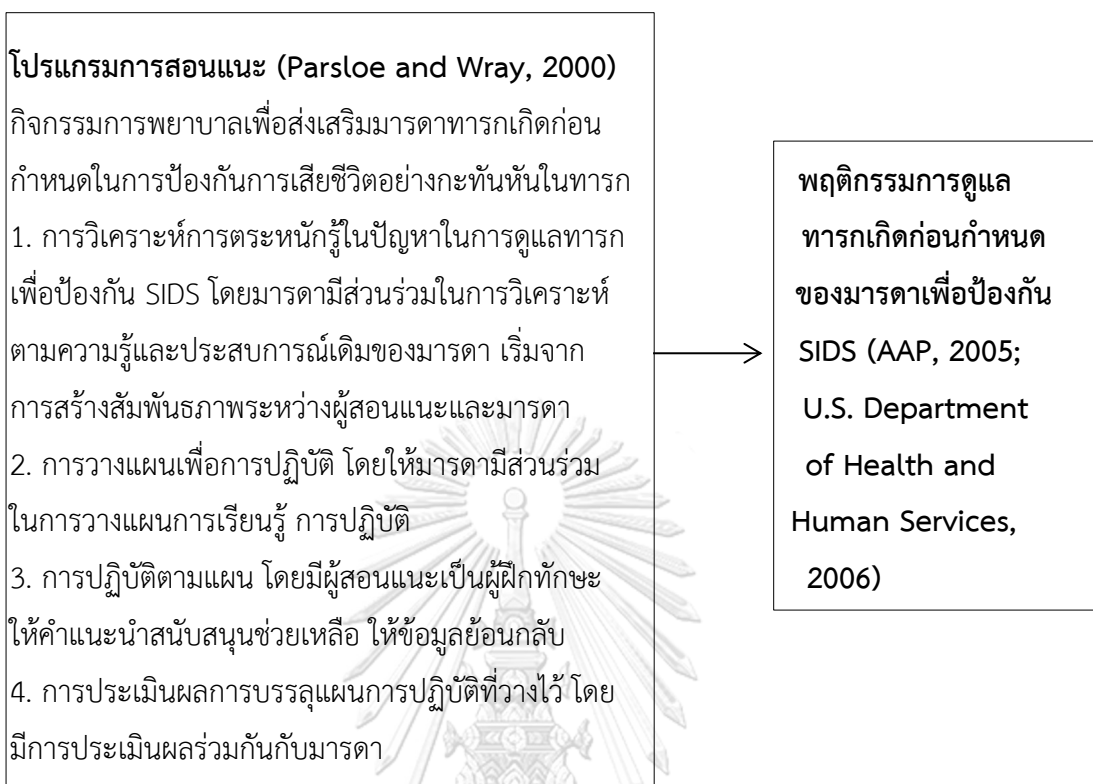 โปรแกรมการสอนแนะ (Parsloe and Wray, 2000)
กิจกรรมการพยาบาลเพื่อส่งเสริมมารดาทารกเกิดก่อน
กำหนดในการป้องกันการเสียชีวิตอย่างกะทันหันในทารก
1. การวิเคราะห์การตระหนักรู้ในปัญหาในการดูแลทารก
เพื่อป้องกัน SIDS โดยมารดามีส่วนร่วมในการวิเคราะห์
ตามความรู้และประสบการณ์เดิมของมารดา เริ่มจาก
การสร้างสัมพันธภาพระหว่างผู้สอนแนะและมารดา
2. การวางแผนเพื่อการปฏิบัติ โดยให้มารดามีส่วนร่วม
ในการวางแผนการเรียนรู้ การปฏิบัติ
3. การปฏิบัติตามแผน โดยมีผู้สอนแนะเป็นผู้ฝึกทักษะ
ให้คำแนะนำสนับสนุนช่วยเหลือ ให้ข้อมูลย้อนกลับ
4. การประเมินผลการบรรลุแผนการปฏิบัติที่วางไว้ โดย
มีการประเมินผลร่วมกันกับมารดา
พฤติกรรมการดูแล
ทารกเกิดก่อนกำหนด
ของมารดาเพื่อป้องกัน
SIDS (AAP, 2005;
U.S. Department
of Health and
Human Services,
2006)